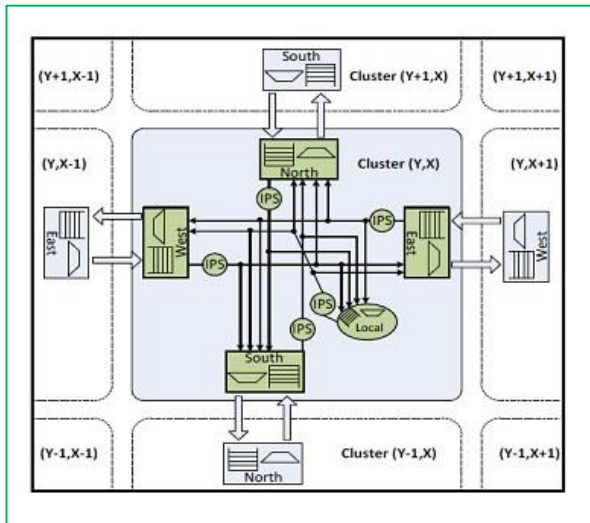 South
(Y+1,X-1)
Cluster (Y+1,X)
(Y+1,X+1)
(Y,X-1)
Cluster (Y,X)
(Y,X+1)
North
IPS
IPS
East
West
East
West
IPS
IPS
IPS
Local
South
(Y-1,X-1)
Cluster (Y-1,X)
(Y-1,X+1)
North